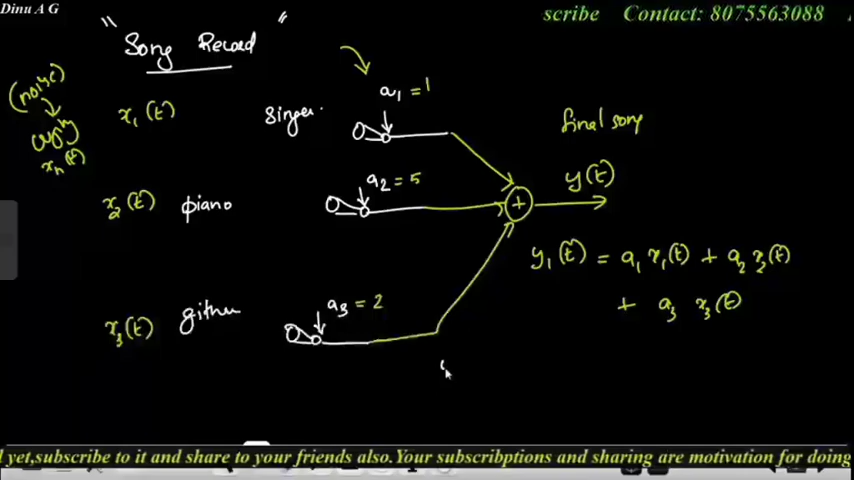 Dinu A G
scribe Contact: 8075563088
" Song Record "
(noise)
xₙ(t)
x₁(t) singer. a₁ = 1
x₂(t) piano a₂ = 5
x₃(t) gither a₃ = 2
+
final song
y(t)
y₁(t) = a₁ x₁(t) + a₂ x₂(t)
+ a₃ x₃(t)
yet,subscribe to it and share to your friends also.Your subscribptions and sharing are motivation for doing